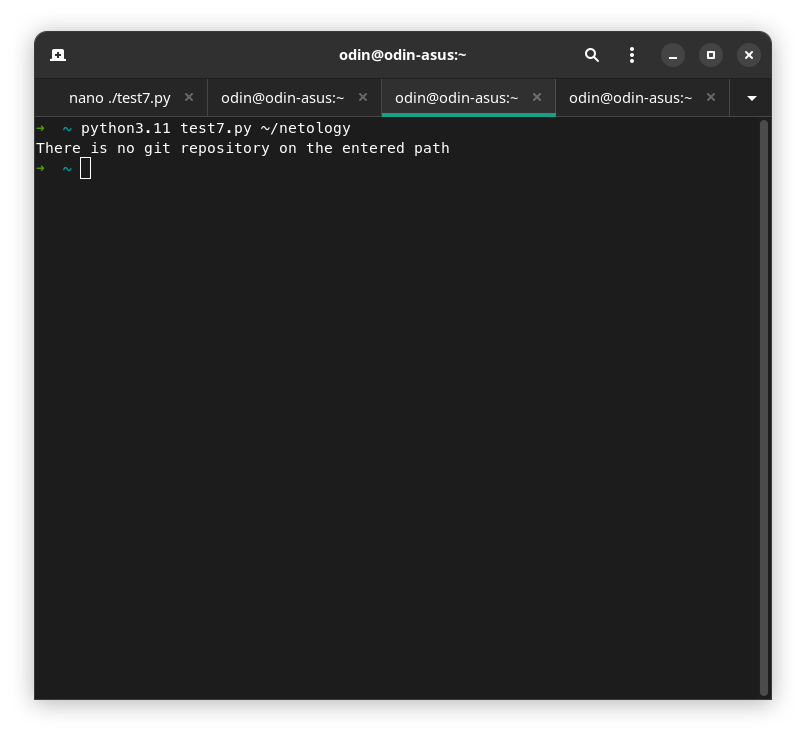 odin@odin-asus:~
nano ./test7.py
odin@odin-asus:~
odin@odin-asus:~
odin@odin-asus:~
➜  ~ python3.11 test7.py ~/netology
There is no git repository on the entered path
➜  ~